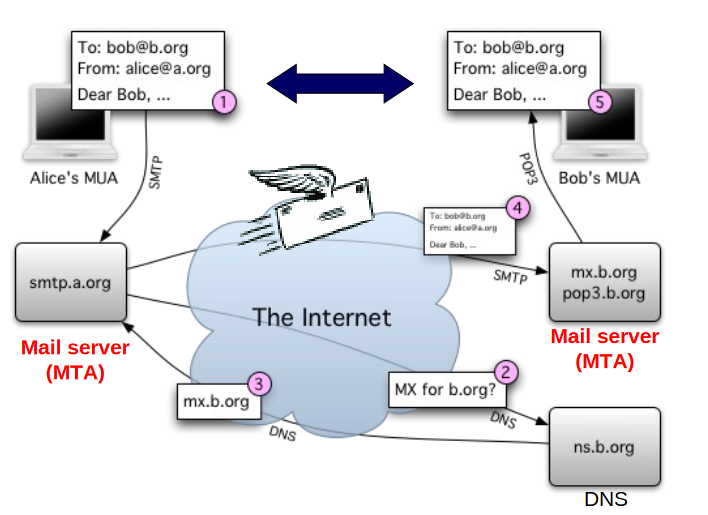 To: bob@b.org
From: alice@a.org
Dear Bob, ...
1
Alice's MUA
SMTP
To: bob@b.org
From: alice@a.org
Dear Bob, ...
5
Bob's MUA
POP3
To: bob@b.org
From: alice@a.org
Dear Bob, ...
4
SMTP
smtp.a.org
Mail server
(MTA)
The Internet
mx.b.org
pop3.b.org
Mail server
(MTA)
mx.b.org
3
DNS
MX for b.org?
2
DNS
ns.b.org
DNS